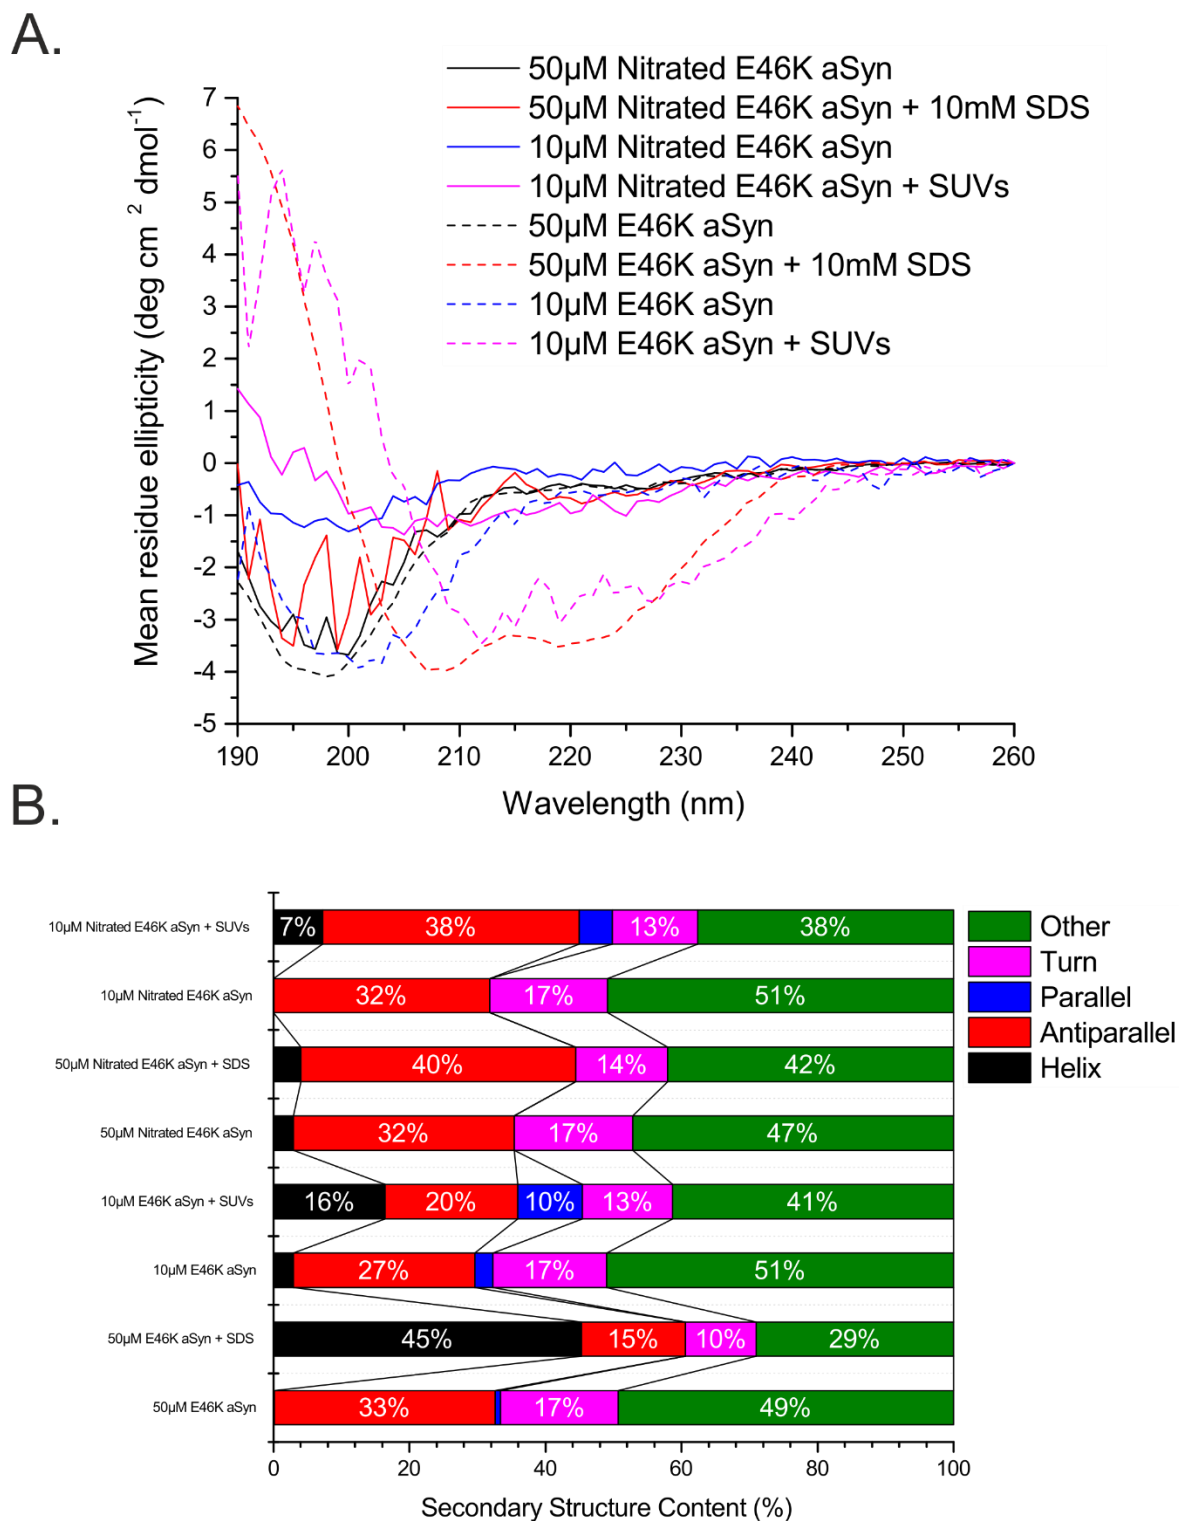 A.
50µM Nitrated E46K aSyn
50µM Nitrated E46K aSyn + 10mM SDS
10µM Nitrated E46K aSyn
10µM Nitrated E46K aSyn + SUVs
50µM E46K aSyn
50µM E46K aSyn + 10mM SDS
10µM E46K aSyn
10µM E46K aSyn + SUVs
Mean residue ellipticity (deg cm 2 dmol-1)
7
6
5
4
3
2
1
0
-1
-2
-3
-4
-5
190 200 210 220 230 240 250 260
Wavelength (nm)
B.
10µM Nitrated E46K aSyn + SUVs 7% 38% 13% 38%
10µM Nitrated E46K aSyn 32% 17% 51%
50µM Nitrated E46K aSyn + SDS 40% 14% 42%
50µM Nitrated E46K aSyn 32% 17% 47%
10µM E46K aSyn + SUVs 16% 20% 10% 13% 41%
10µM E46K aSyn 27% 17% 51%
50µM E46K aSyn + SDS 45% 15% 10% 29%
50µM E46K aSyn 33% 17% 49%
Other
Turn
Parallel
Antiparallel
Helix
0 20 40 60 80 100
Secondary Structure Content (%)